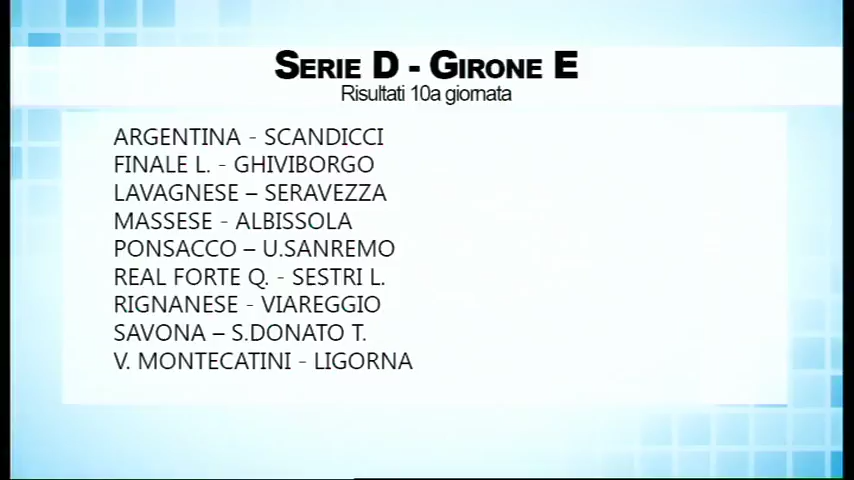 SERIE D - GIRONE E
Risultati 10a giornata
ARGENTINA - SCANDICCI
FINALE L. - GHIVIBORGO
LAVAGNESE – SERAVEZZA
MASSESE - ALBISSOLA
PONSACCO – U.SANREMO
REAL FORTE Q. - SESTRI L.
RIGNANESE - VIAREGGIO
SAVONA – S.DONATO T.
V. MONTECATINI - LIGORNA